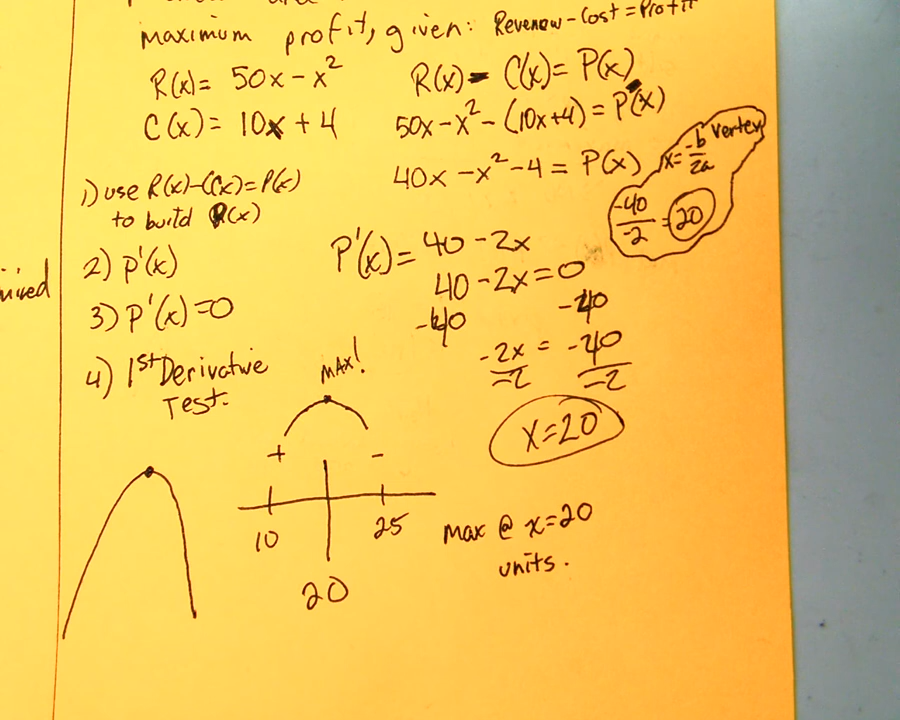 maximum profit, given: Revenew - Cost = Profit
R(x) = 50x - x²
C(x) = 10x + 4
R(x) - C(x) = P(x)
50x - x² - (10x+4) = P(x)
40x - x² - 4 = P(x)
Vertex
x = -b/2a
-40/-2 = 20
1) use R(x)-C(x)=P(x)
to build P(x)
2) P'(x)
3) P'(x)=0
4) 1st Derivative
Test.
P'(x) = 40 - 2x
40 - 2x = 0
-40 -40
-2x = -40
-2 -2
x=20
MAX!
+ -
10 25
20
max @ x=20
units.